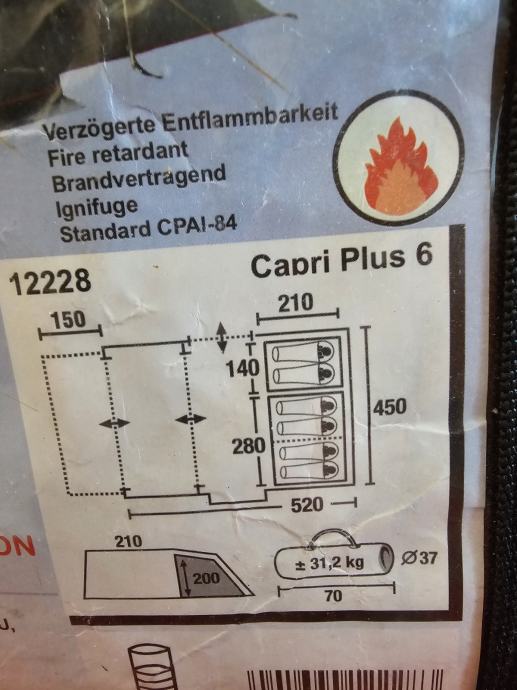 Verzögerte Entflammbarkeit
Fire retardant
Brandvertragend
Ignifuge
Standard CPAI-84
12228
Capri Plus 6
150
210
140
450
280
520
ON
210
200
± 31,2 kg
Ø37
70